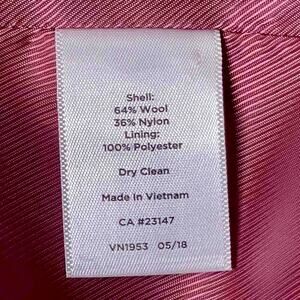 Shell:
64% Wool
36% Nylon
Lining:
100% Polyester
Dry Clean
Made in Vietnam
CA #23147
VN1953 05/18